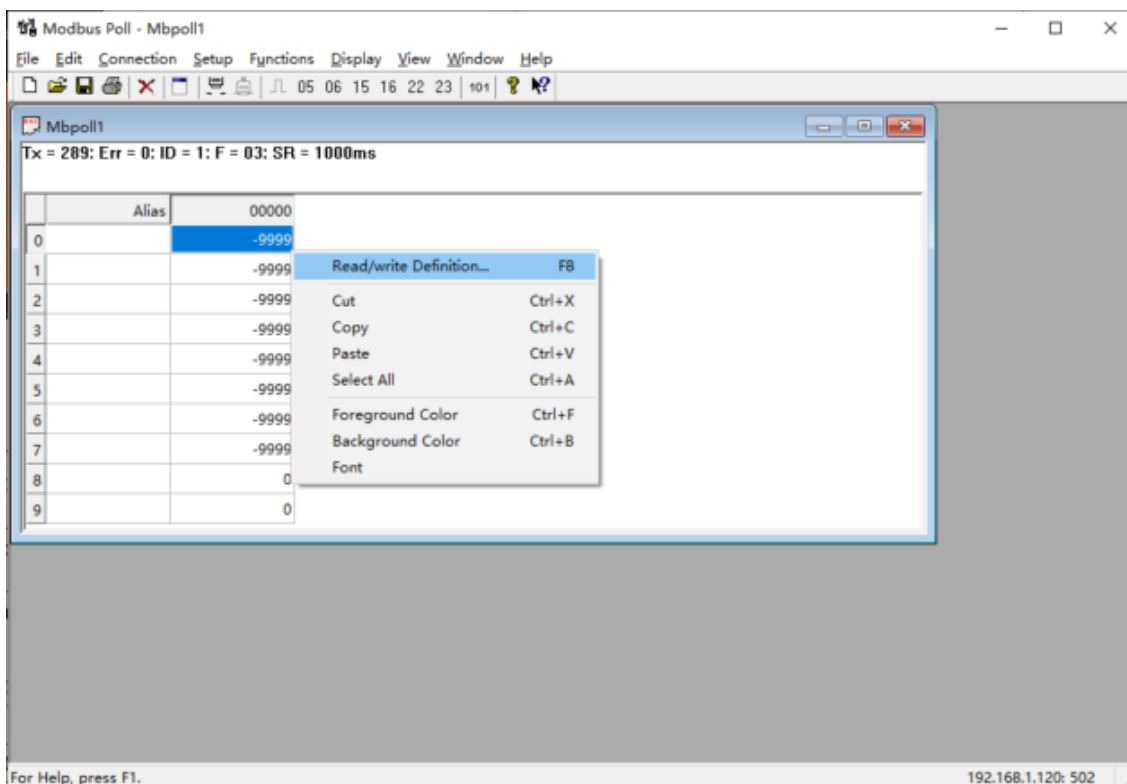 Modbus Poll - Mbpoll1
File Edit Connection Setup Functions Display View Window Help
05 06 15 16 22 23 101
Mbpoll1
Tx = 289: Err = 0: ID = 1: F = 03: SR = 1000ms
Alias 00000
0 -9999
1 -9999
2 -9999
3 -9999
4 -9999
5 -9999
6 -9999
7 -9999
8 0
9 0
Read/write Definition... F8
Cut Ctrl+X
Copy Ctrl+C
Paste Ctrl+V
Select All Ctrl+A
Foreground Color Ctrl+F
Background Color Ctrl+B
Font
For Help, press F1. 192.168.1.120: 502